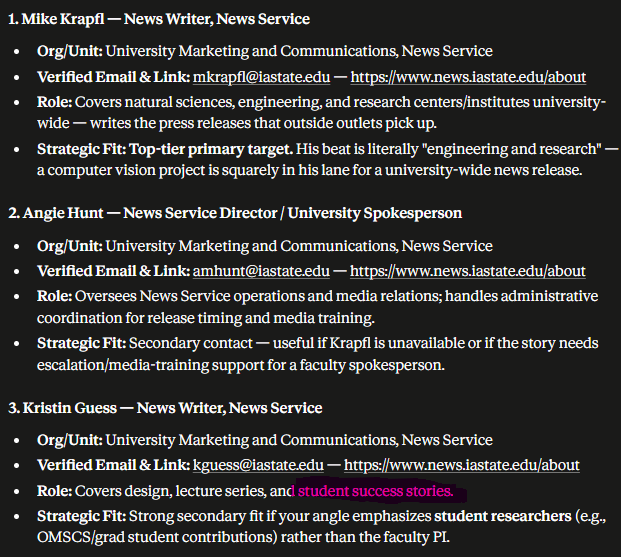 1. Mike Krapfl — News Writer, News Service
• Org/Unit: University Marketing and Communications, News Service
• Verified Email & Link: mkrapfl@iastate.edu — https://www.news.iastate.edu/about
• Role: Covers natural sciences, engineering, and research centers/institutes university-
wide — writes the press releases that outside outlets pick up.
• Strategic Fit: Top-tier primary target. His beat is literally "engineering and research" —
a computer vision project is squarely in his lane for a university-wide news release.
2. Angie Hunt — News Service Director / University Spokesperson
• Org/Unit: University Marketing and Communications, News Service
• Verified Email & Link: amhunt@iastate.edu — https://www.news.iastate.edu/about
• Role: Oversees News Service operations and media relations; handles administrative
coordination for release timing and media training.
• Strategic Fit: Secondary contact — useful if Krapfl is unavailable or if the story needs
escalation/media-training support for a faculty spokesperson.
3. Kristin Guess — News Writer, News Service
• Org/Unit: University Marketing and Communications, News Service
• Verified Email & Link: kguess@iastate.edu — https://www.news.iastate.edu/about
• Role: Covers design, lecture series, and student success stories.
• Strategic Fit: Strong secondary fit if your angle emphasizes student researchers (e.g.,
OMSCS/grad student contributions) rather than the faculty PI.